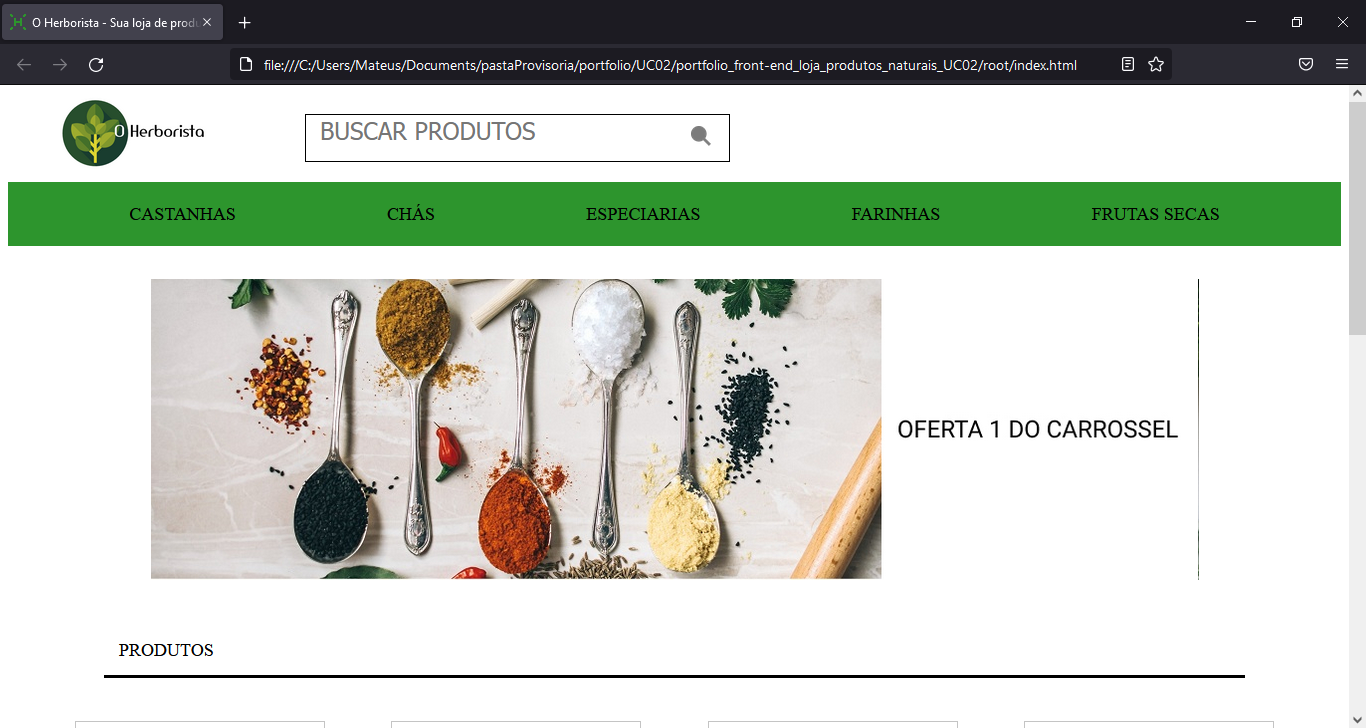 O Herborista - Sua loja de produ
file:///C:/Users/Mateus/Documents/pastaProvisoria/portfolio/UC02/portfolio_front-end_loja_produtos_naturais_UC02/root/index.html
O Herborista
BUSCAR PRODUTOS
CASTANHAS CHÁS ESPECIARIAS FARINHAS FRUTAS SECAS
OFERTA 1 DO CARROSSEL
PRODUTOS